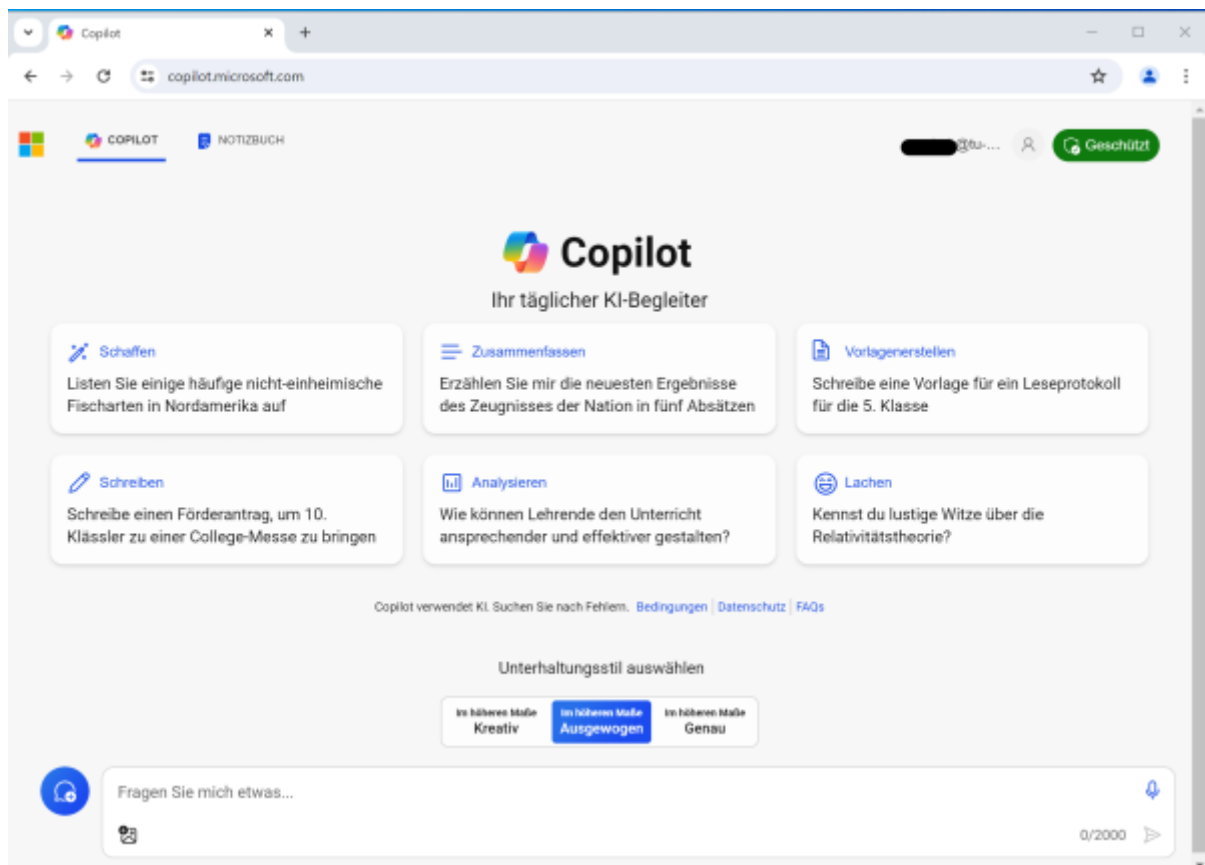 Copilot
copilot.microsoft.com
COPILOT
NOTIZBUCH
@tu-...
Geschützt
Copilot
Ihr täglicher KI-Begleiter
Schaffen
Listen Sie einige häufige nicht-einheimische
Fischarten in Nordamerika auf
Zusammenfassen
Erzählen Sie mir die neuesten Ergebnisse
des Zeugnisses der Nation in fünf Absätzen
Vorlagenerstellen
Schreibe eine Vorlage für ein Leseprotokoll
für die 5. Klasse
Schreiben
Schreibe einen Förderantrag, um 10.
Klässler zu einer College-Messe zu bringen
Analysieren
Wie können Lehrende den Unterricht
ansprechender und effektiver gestalten?
Lachen
Kennst du lustige Witze über die
Relativitätstheorie?
Copilot verwendet KI. Suchen Sie nach Fehlern. Bedingungen | Datenschutz | FAQs
Unterhaltungsstil auswählen
Im höheren Maße
Kreativ
Im höheren Maße
Ausgewogen
Im höheren Maße
Genau
Fragen Sie mich etwas...
0/2000